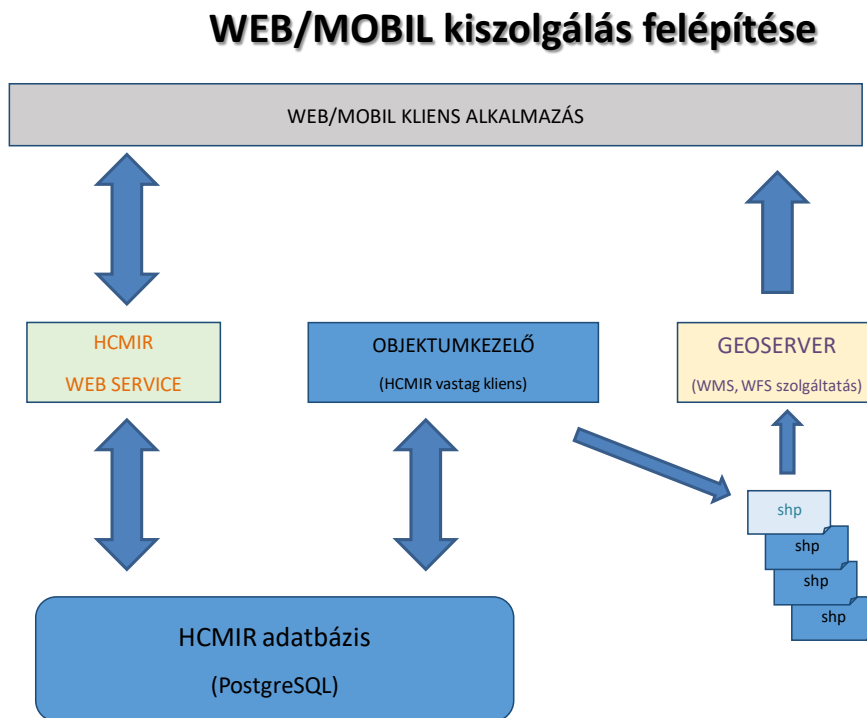 WEB/MOBIL kiszolgálás felépítése
WEB/MOBIL KLIENS ALKALMAZÁS
HCMIR
WEB SERVICE
OBJEKTUMKEZELŐ
(HCMIR vastag kliens)
GEOSERVER
(WMS, WFS szolgáltatás)
shp
shp
shp
shp
HCMIR adatbázis
(PostgreSQL)